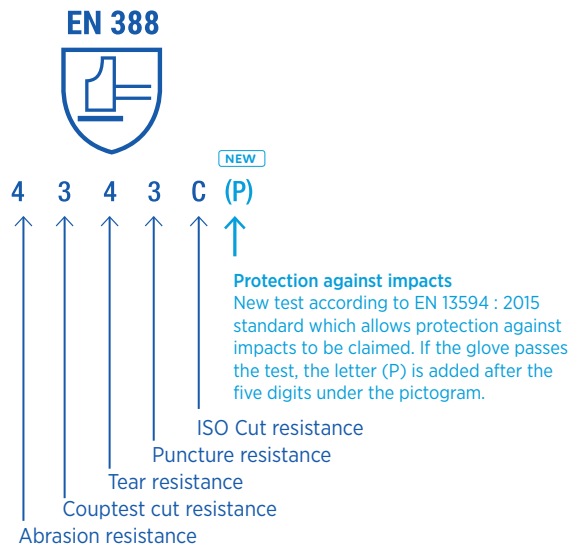 EN 388
NEW
4 3 4 3 C (P)
Protection against impacts
New test according to EN 13594 : 2015
standard which allows protection against
impacts to be claimed. If the glove passes
the test, the letter (P) is added after the
five digits under the pictogram.
ISO Cut resistance
Puncture resistance
Tear resistance
Couptest cut resistance
Abrasion resistance